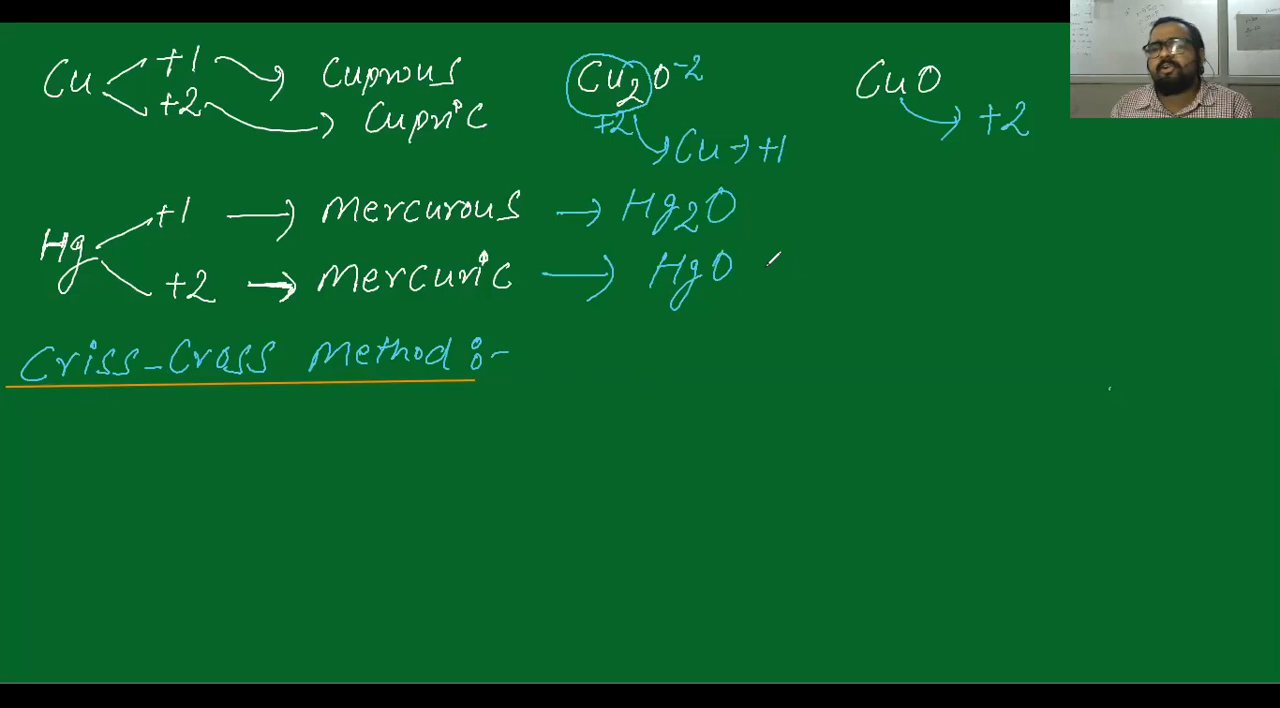 Cu +1 → Cuprous Cu2O-2 CuO
+2 → Cupric +2 → Cu → +1 → +2
Hg +1 → Mercurous → Hg2O
+2 → Mercuric → HgO
Criss-Cross Method :-